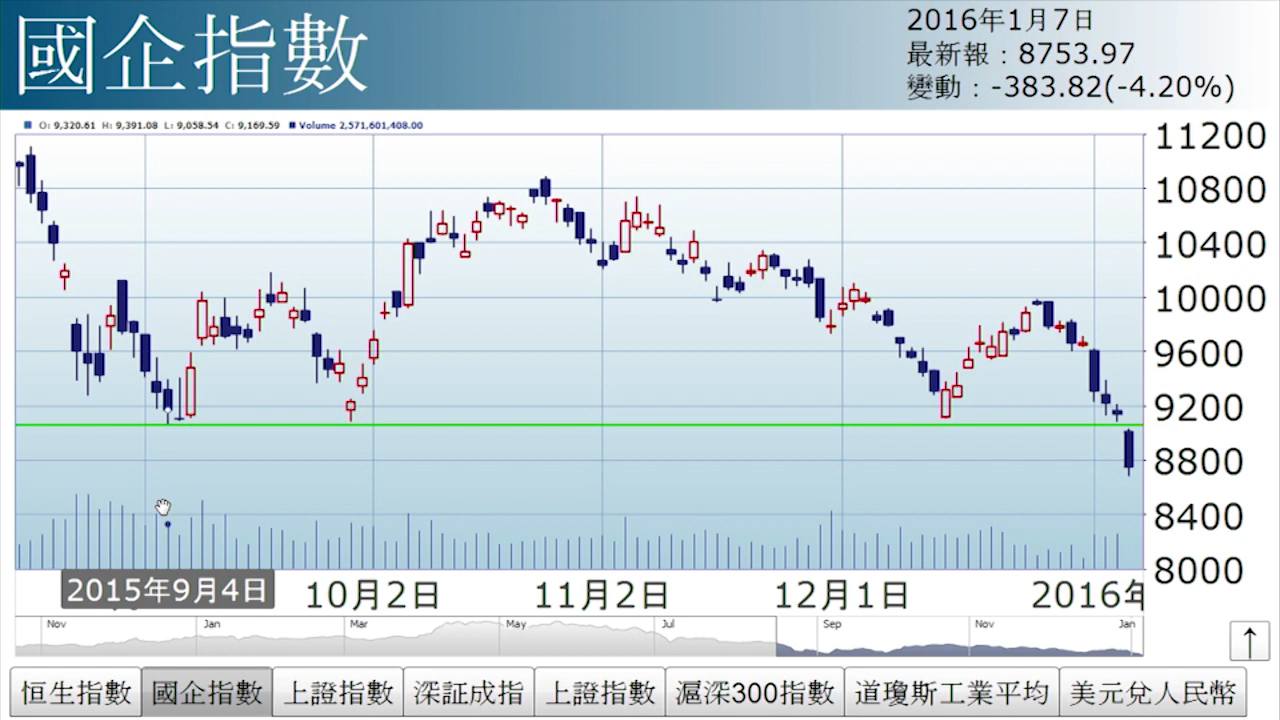 國企指數
2016年1月7日
最新報：8753.97
變動：-383.82(-4.20%)
O: 9,320.61 H: 9,391.08 L: 9,058.54 C: 9,169.59 Volume 2,571,601,408.00
11200
10800
10400
10000
9600
9200
8800
8400
8000
2015年9月4日 10月2日 11月2日 12月1日 2016年
Nov Jan Mar May Jul Sep Nov Jan
↑
恒生指數 國企指數 上證指數 深証成指 上證指數 滬深300指數 道瓊斯工業平均 美元兌人民幣